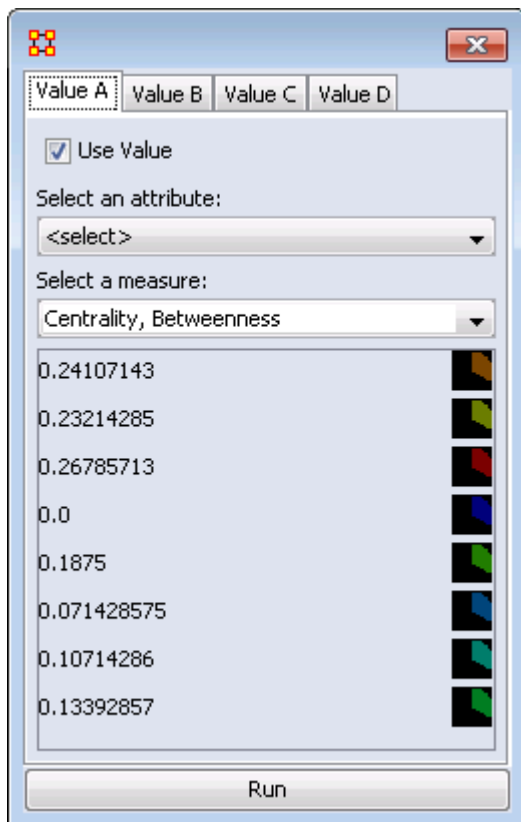 Value A Value B Value C Value D
Use Value
Select an attribute:
<select>
Select a measure:
Centrality, Betweenness
0.24107143
0.23214285
0.26785713
0.0
0.1875
0.071428575
0.10714286
0.13392857
Run